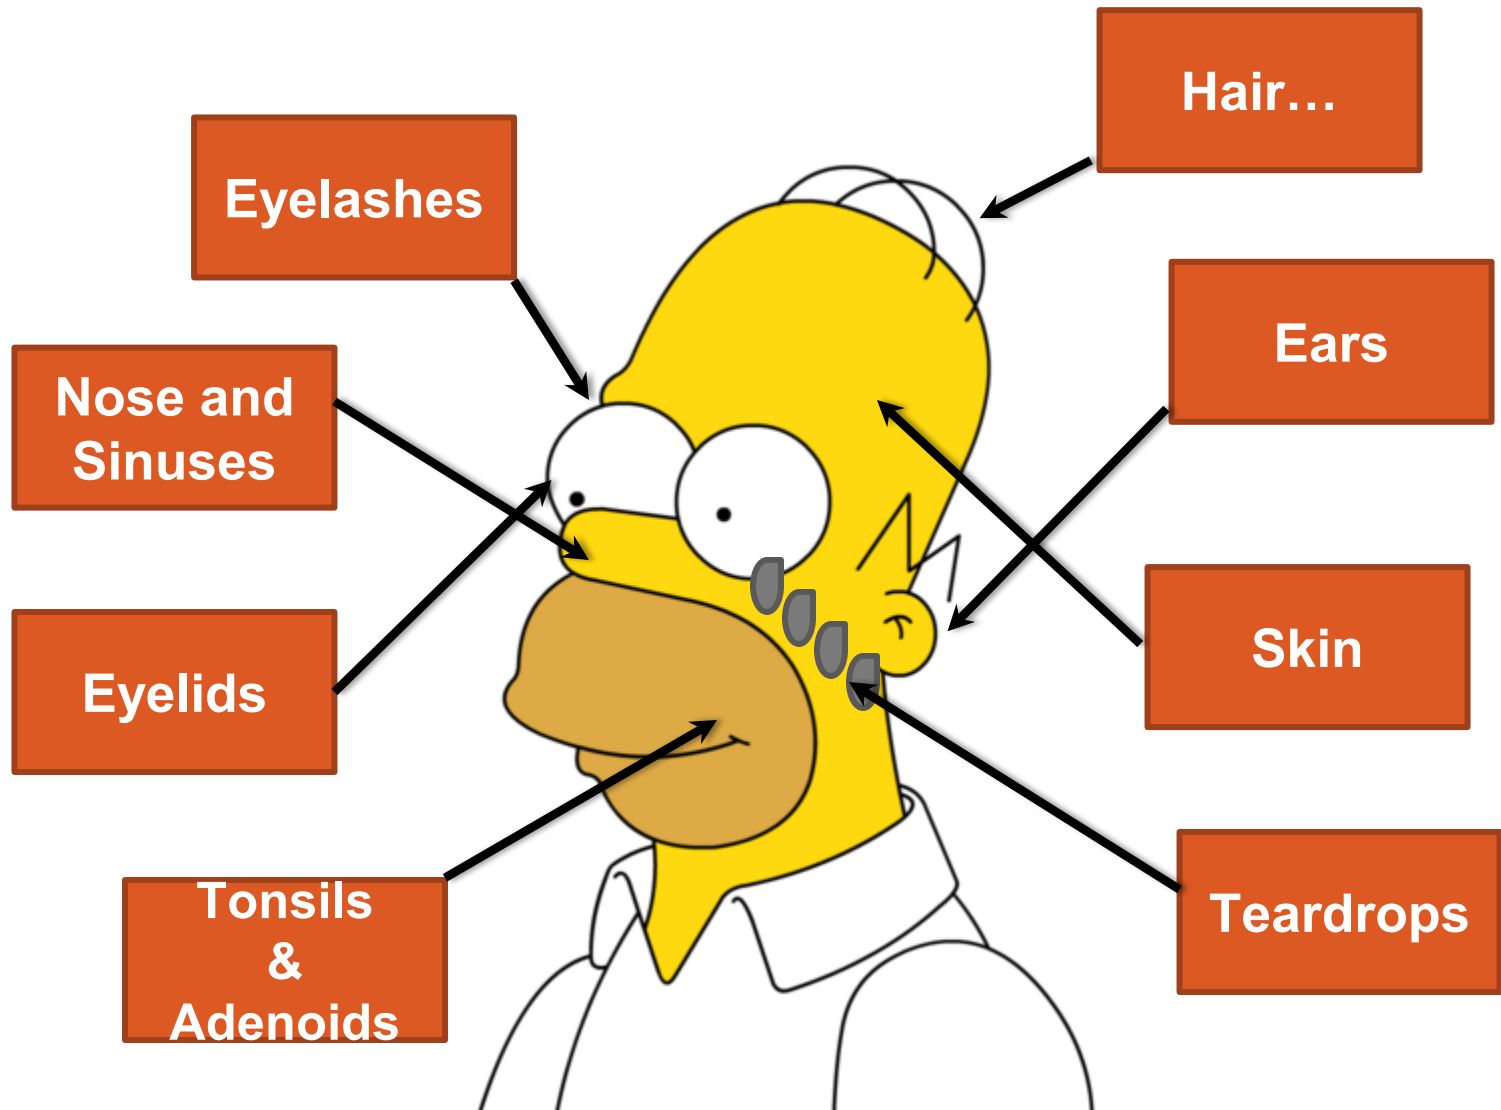 Hair…
Eyelashes
Ears
Nose and
Sinuses
Skin
Eyelids
Teardrops
Tonsils
&
Adenoids